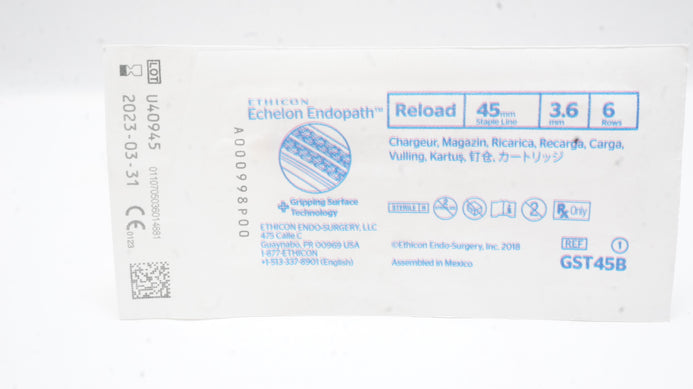 LOT U40945
2023-03-31
CE
0123
A000998P00
ETHICON
Echelon Endopath™
Reload
45mm
Staple Line
3.6
mm
6
Rows
Chargeur, Magazin, Ricarica, Recarga, Carga,
Vulling, Kartuş, 钉仓, カートリッジ
Gripping Surface
Technology
STERILE R
2
2
Rx Only
ETHICON ENDO-SURGERY, LLC
475 Calle C
Guaynabo, PR 00969 USA
1-877-ETHICON
+1-513-337-8901 (English)
©Ethicon Endo-Surgery, Inc. 2018
Assembled in Mexico
REF
1
GST45B